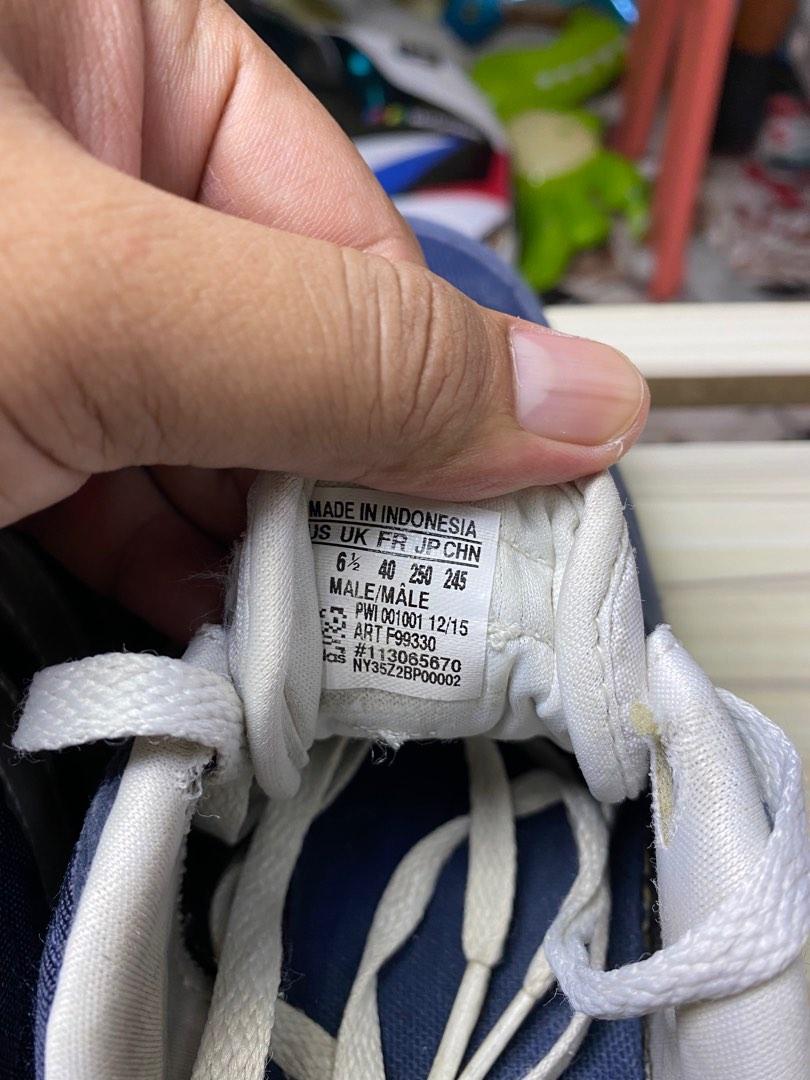 MADE IN INDONESIA
US UK FR JP CHN
6½ 40 250 245
MALE/MÂLE
PWI 001001 12/15
ART F99330
#113065670
NY35Z2BP00002